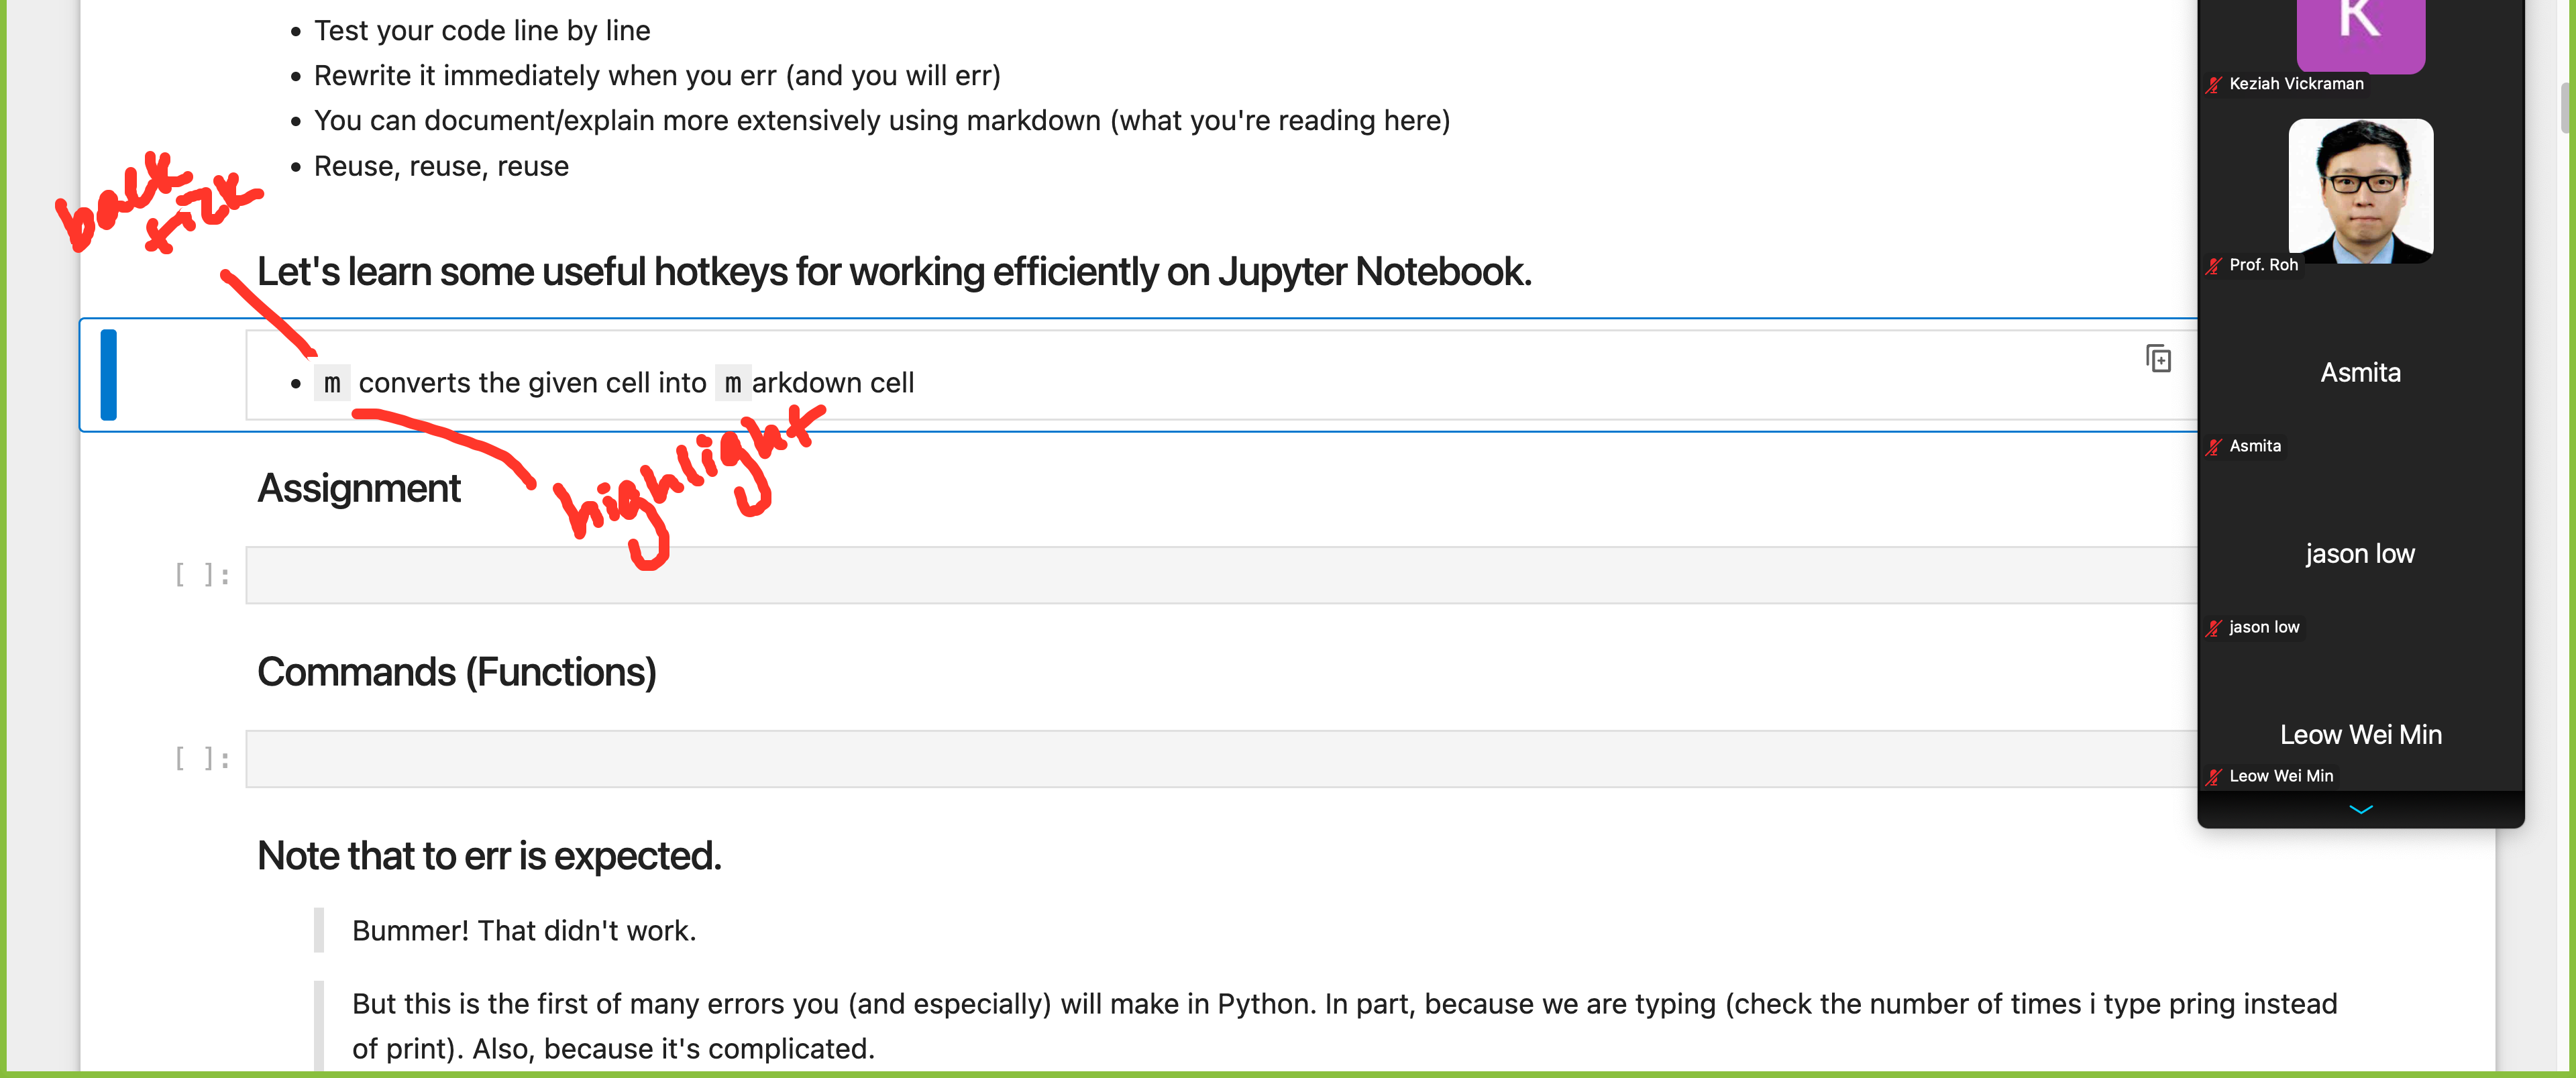 • Test your code line by line
• Rewrite it immediately when you err (and you will err)
• You can document/explain more extensively using markdown (what you're reading here)
• Reuse, reuse, reuse
back
tick
Let's learn some useful hotkeys for working efficiently on Jupyter Notebook.
• m converts the given cell into markdown cell
highlight
Assignment
[ ]:
Commands (Functions)
[ ]:
Note that to err is expected.
Bummer! That didn't work.
But this is the first of many errors you (and especially) will make in Python. In part, because we are typing (check the number of times i type pring instead
of print). Also, because it's complicated.
K
Keziah Vickraman
Prof. Roh
Asmita
Asmita
jason low
jason low
Leow Wei Min
Leow Wei Min